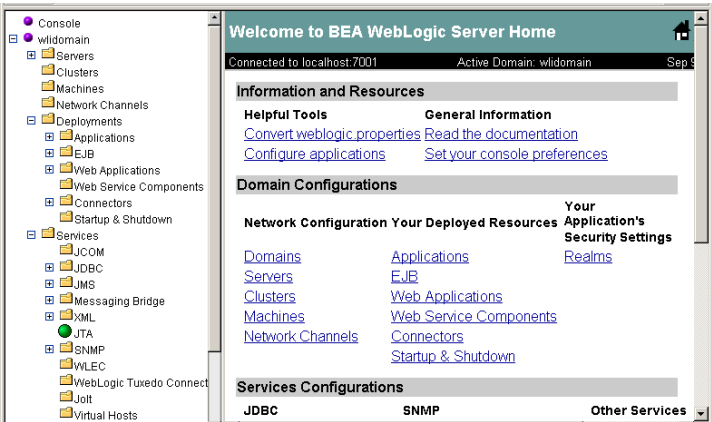 Console
wlidomain
Servers
Clusters
Machines
Network Channels
Deployments
Applications
EJB
Web Applications
Web Service Components
Connectors
Startup & Shutdown
Services
JCOM
JDBC
JMS
Messaging Bridge
XML
JTA
SNMP
WLEC
WebLogic Tuxedo Connect
Jolt
Virtual Hosts
Welcome to BEA WebLogic Server Home
Connected to localhost:7001 Active Domain: wlidomain Sep 9
Information and Resources
Helpful Tools General Information
Convert weblogic.properties Read the documentation
Configure applications Set your console preferences
Domain Configurations
Network Configuration Your Deployed Resources Your Application's Security Settings
Domains Applications Realms
Servers EJB
Clusters Web Applications
Machines Web Service Components
Network Channels Connectors
Startup & Shutdown
Services Configurations
JDBC SNMP Other Services